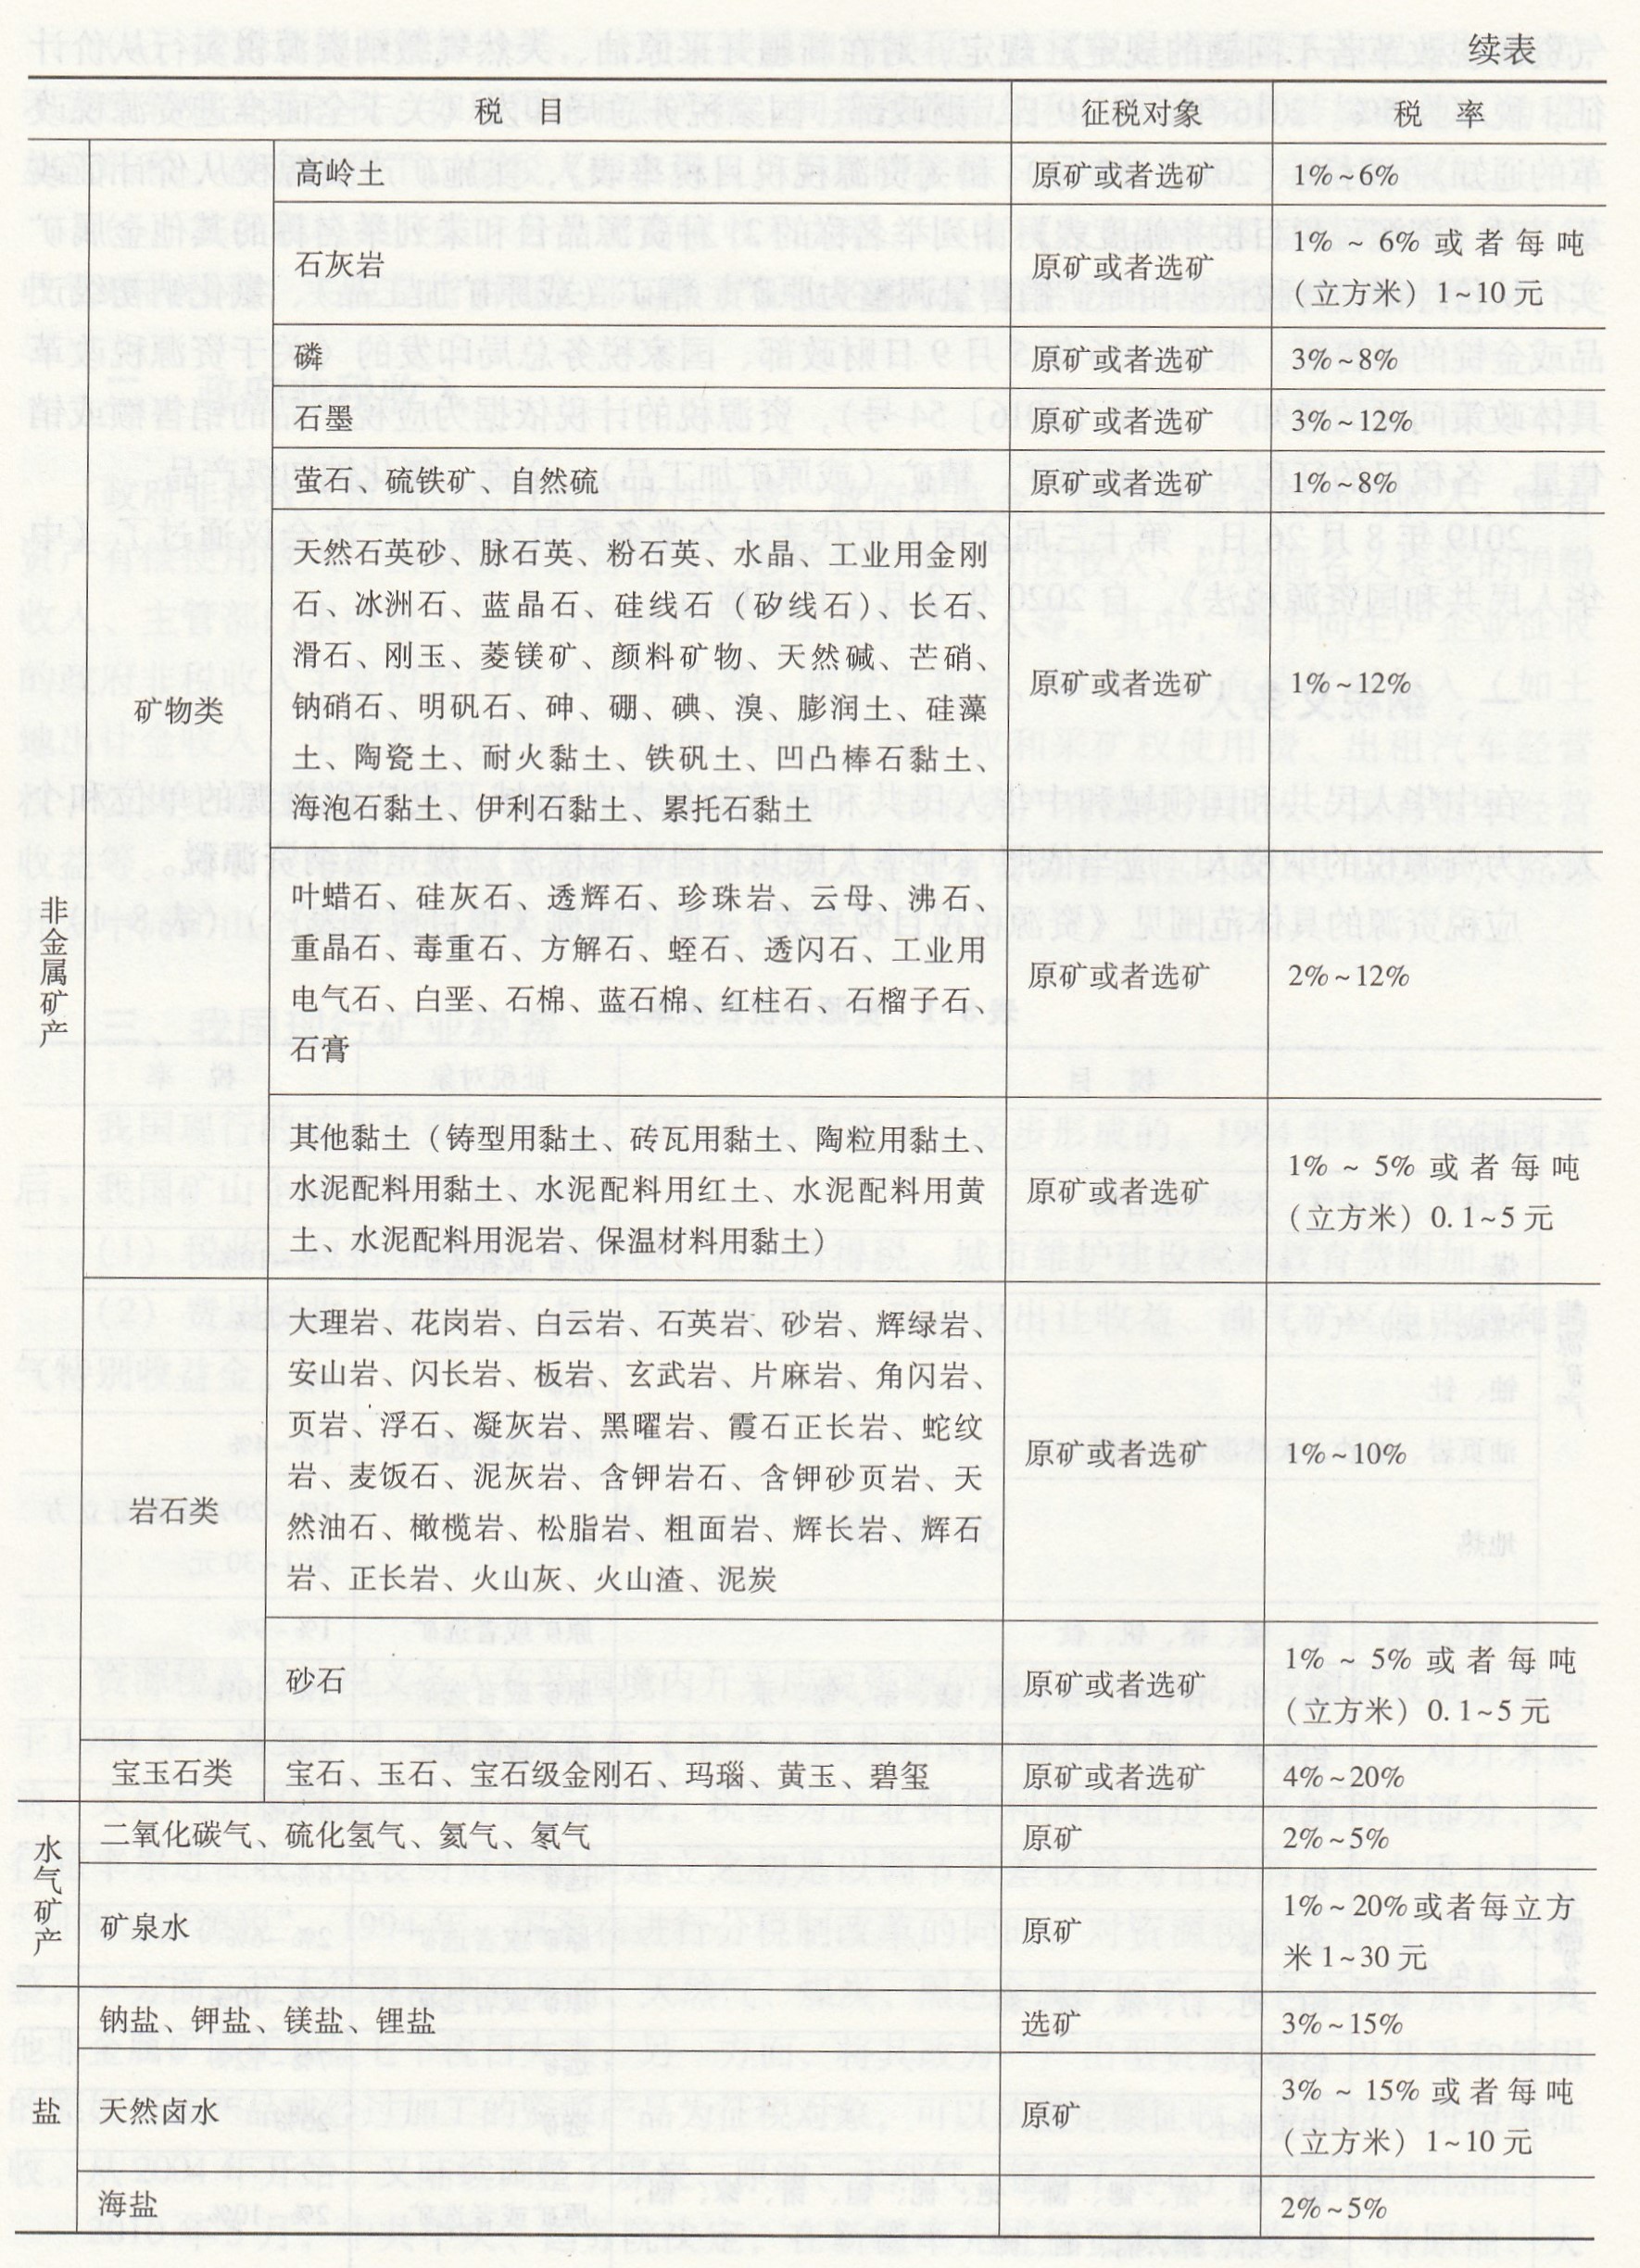 续表
税 目 征税对象 税 率
非金属矿产
矿物类
高岭土 原矿或者选矿 1%~6%
石灰岩 原矿或者选矿 1% ~ 6% 或者每吨
（立方米）1~10 元
磷 原矿或者选矿 3%~8%
石墨 原矿或者选矿 3%~12%
萤石、硫铁矿、自然硫 原矿或者选矿 1%~8%
天然石英砂、脉石英、粉石英、水晶、工业用金刚
石、冰洲石、蓝晶石、硅线石（矽线石）、长石、
滑石、刚玉、菱镁矿、颜料矿物、天然碱、芒硝、
钠硝石、明矾石、砷、硼、碘、溴、膨润土、硅藻
土、陶瓷土、耐火黏土、铁矾土、凹凸棒石黏土、
海泡石黏土、伊利石黏土、累托石黏土
原矿或者选矿 1%~12%
叶蜡石、硅灰石、透辉石、珍珠岩、云母、沸石、
重晶石、毒重石、方解石、蛭石、透闪石、工业用
电气石、白垩、石棉、蓝石棉、红柱石、石榴子石、
石膏
原矿或者选矿 2%~12%
其他黏土（铸型用黏土、砖瓦用黏土、陶粒用黏土、
水泥配料用黏土、水泥配料用红土、水泥配料用黄
土、水泥配料用泥岩、保温材料用黏土）
原矿或者选矿 1% ~ 5% 或者每吨
（立方米）0.1~5 元
岩石类
大理岩、花岗岩、白云岩、石英岩、砂岩、辉绿岩、
安山岩、闪长岩、板岩、玄武岩、片麻岩、角闪岩、
页岩、浮石、凝灰岩、黑曜岩、霞石正长岩、蛇纹
岩、麦饭石、泥灰岩、含钾岩石、含钾砂页岩、天
然油石、橄榄岩、松脂岩、粗面岩、辉长岩、辉石
岩、正长岩、火山灰、火山渣、泥炭
原矿或者选矿 1%~10%
砂石 原矿或者选矿 1% ~ 5% 或者每吨
（立方米）0.1~5 元
宝玉石类 宝石、玉石、宝石级金刚石、玛瑙、黄玉、碧玺 原矿或者选矿 4%~20%
水气矿产
二氧化碳气、硫化氢气、氦气、氡气 原矿 2%~5%
矿泉水 原矿 1%~20%或者每立方
米 1~30 元
盐
钠盐、钾盐、镁盐、锂盐 选矿 3%~15%
天然卤水 原矿 3% ~ 15% 或者每吨
（立方米）1~10 元
海盐 2%~5%